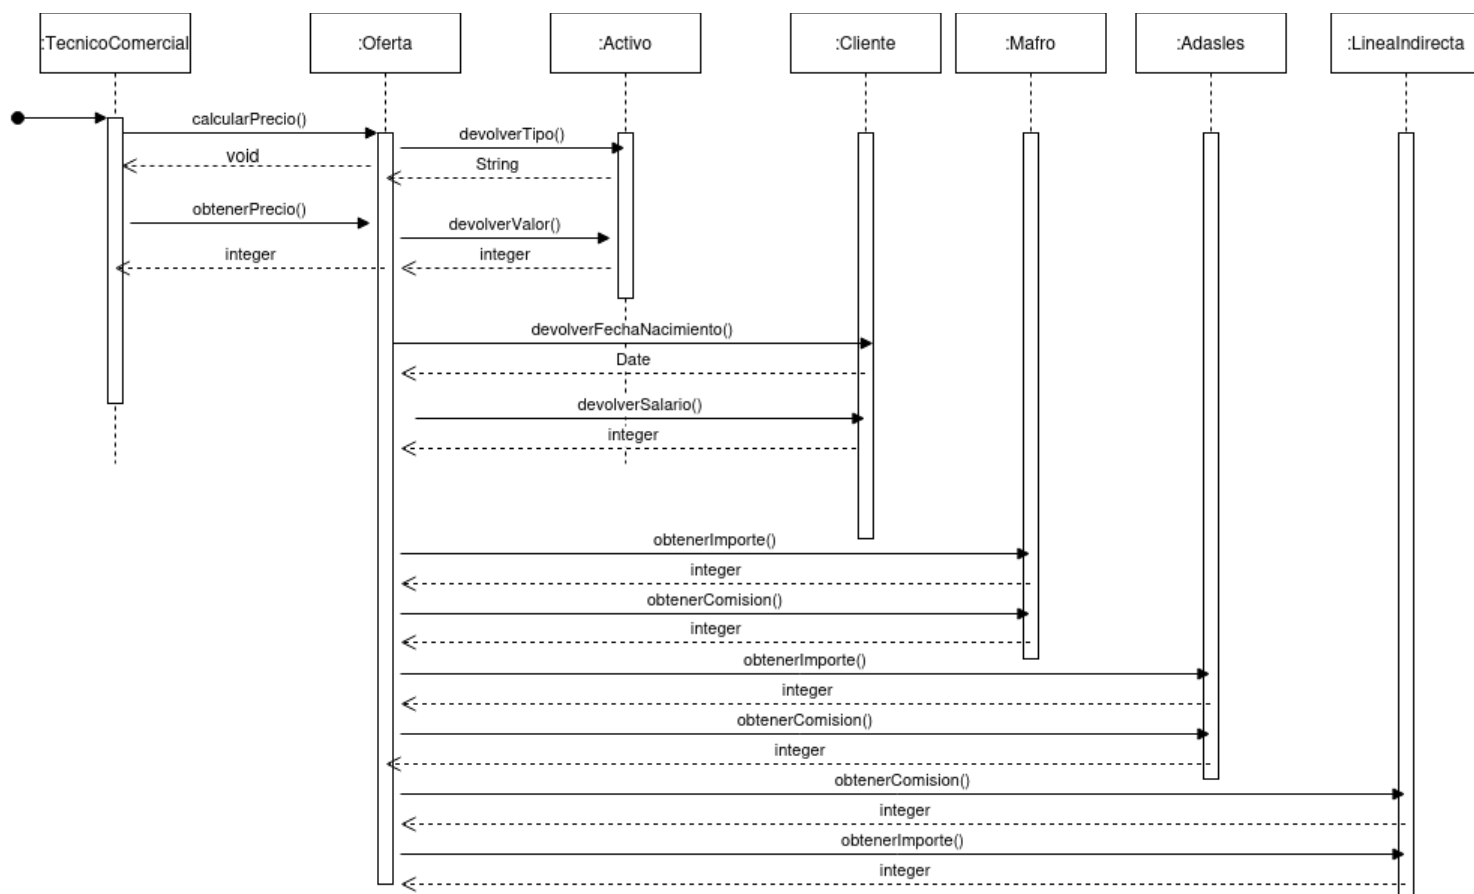 :TecnicoComercial
:Oferta
:Activo
:Cliente
:Mafro
:Adasles
:LineaIndirecta
calcularPrecio()
devolverTipo()
void
String
obtenerPrecio()
devolverValor()
integer
integer
devolverFechaNacimiento()
Date
devolverSalario()
integer
obtenerImporte()
integer
obtenerComision()
integer
obtenerImporte()
integer
obtenerComision()
integer
obtenerComision()
integer
obtenerImporte()
integer